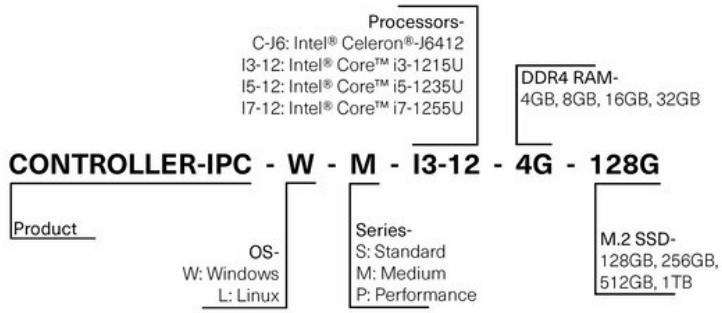 Processors-
C-J6: Intel® Celeron®-J6412
I3-12: Intel® Core™ i3-1215U
I5-12: Intel® Core™ i5-1235U
I7-12: Intel® Core™ i7-1255U
DDR4 RAM-
4GB, 8GB, 16GB, 32GB
CONTROLLER-IPC - W - M - I3-12 - 4G - 128G
Product
OS-
W: Windows
L: Linux
Series-
S: Standard
M: Medium
P: Performance
M.2 SSD-
128GB, 256GB,
512GB, 1TB